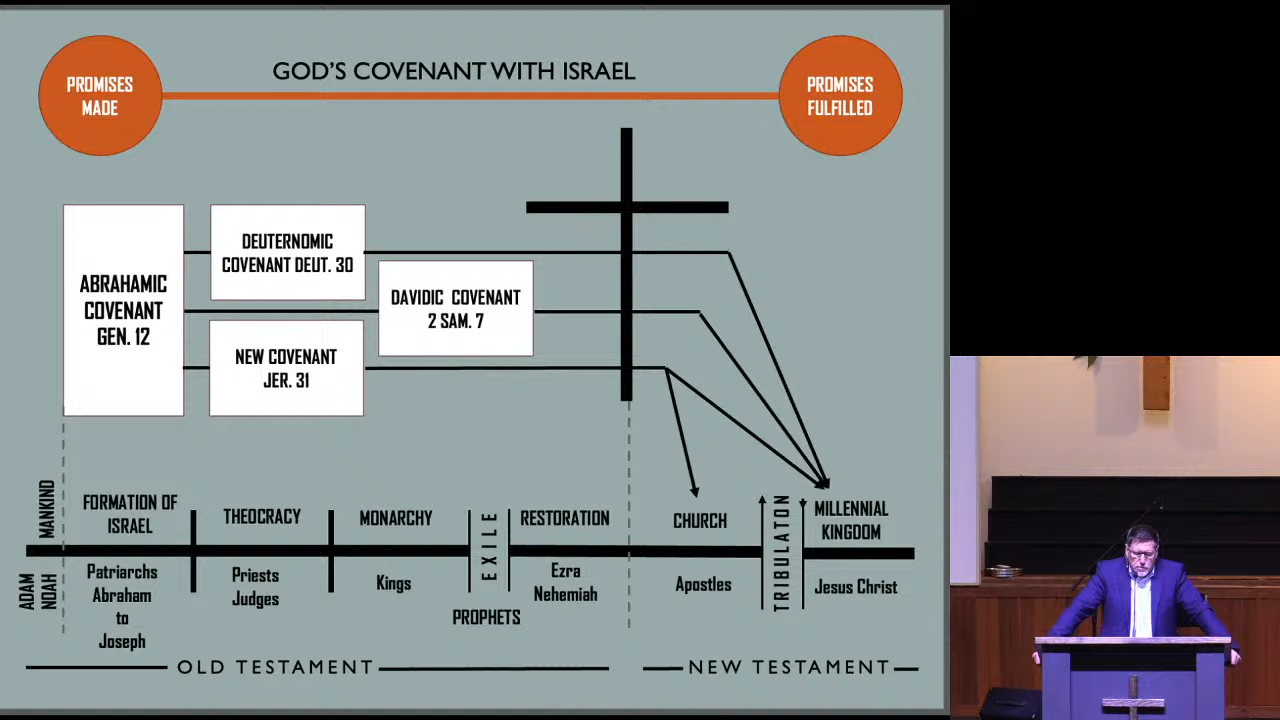 GOD'S COVENANT WITH ISRAEL
PROMISES
MADE
PROMISES
FULFILLED
ABRAHAMIC
COVENANT
GEN. 12
DEUTERNOMIC
COVENANT DEUT. 30
DAVIDIC COVENANT
2 SAM. 7
NEW COVENANT
JER. 31
MANKIND
ADAM
NOAH
FORMATION OF
ISRAEL
Patriarchs
Abraham
to
Joseph
THEOCRACY
Priests
Judges
MONARCHY
Kings
EXILE
PROPHETS
RESTORATION
Ezra
Nehemiah
CHURCH
Apostles
TRIBULATON
MILLENNIAL
KINGDOM
Jesus Christ
OLD TESTAMENT
NEW TESTAMENT